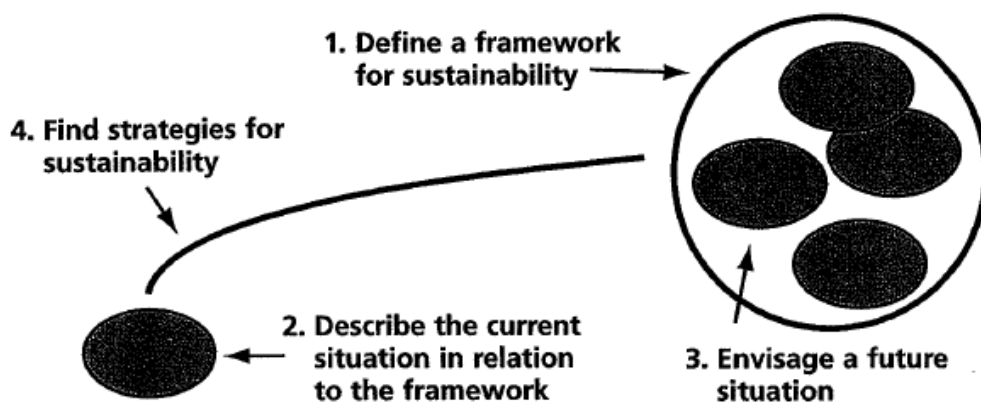 1. Define a framework
for sustainability
4. Find strategies for
sustainability
2. Describe the current
situation in relation
to the framework
3. Envisage a future
situation